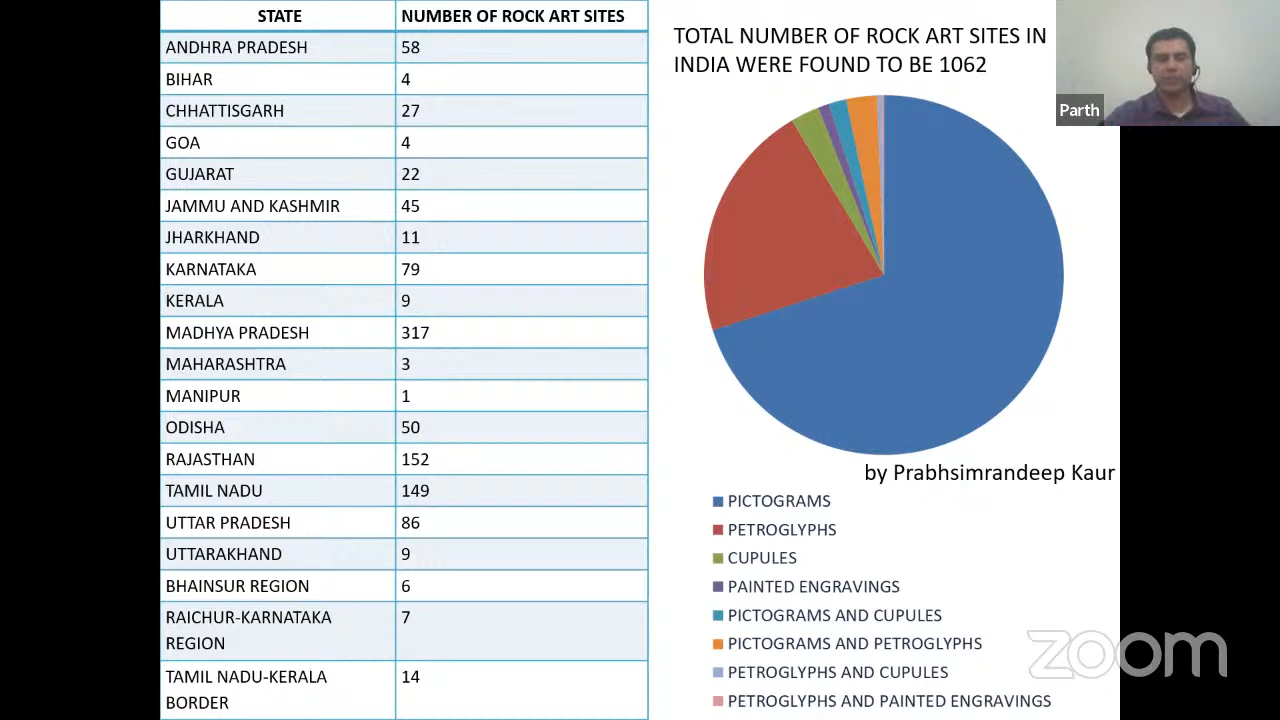 STATE NUMBER OF ROCK ART SITES
ANDHRA PRADESH 58
BIHAR 4
CHHATTISGARH 27
GOA 4
GUJARAT 22
JAMMU AND KASHMIR 45
JHARKHAND 11
KARNATAKA 79
KERALA 9
MADHYA PRADESH 317
MAHARASHTRA 3
MANIPUR 1
ODISHA 50
RAJASTHAN 152
TAMIL NADU 149
UTTAR PRADESH 86
UTTARAKHAND 9
BHAINSUR REGION 6
RAICHUR-KARNATAKA 7
REGION
TAMIL NADU-KERALA 14
BORDER
TOTAL NUMBER OF ROCK ART SITES IN
INDIA WERE FOUND TO BE 1062
by Prabhsimrandeep Kaur
PICTOGRAMS
PETROGLYPHS
CUPULES
PAINTED ENGRAVINGS
PICTOGRAMS AND CUPULES
PICTOGRAMS AND PETROGLYPHS
PETROGLYPHS AND CUPULES
PETROGLYPHS AND PAINTED ENGRAVINGS
Parth
zoom